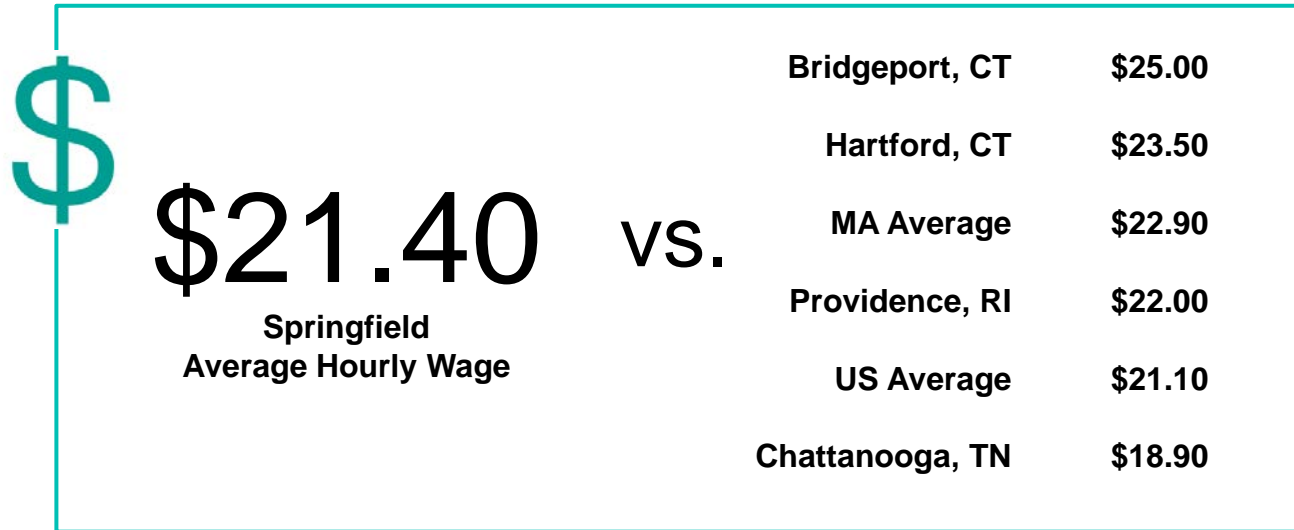 $
$21.40 vs.
Springfield
Average Hourly Wage
Bridgeport, CT $25.00
Hartford, CT $23.50
MA Average $22.90
Providence, RI $22.00
US Average $21.10
Chattanooga, TN $18.90